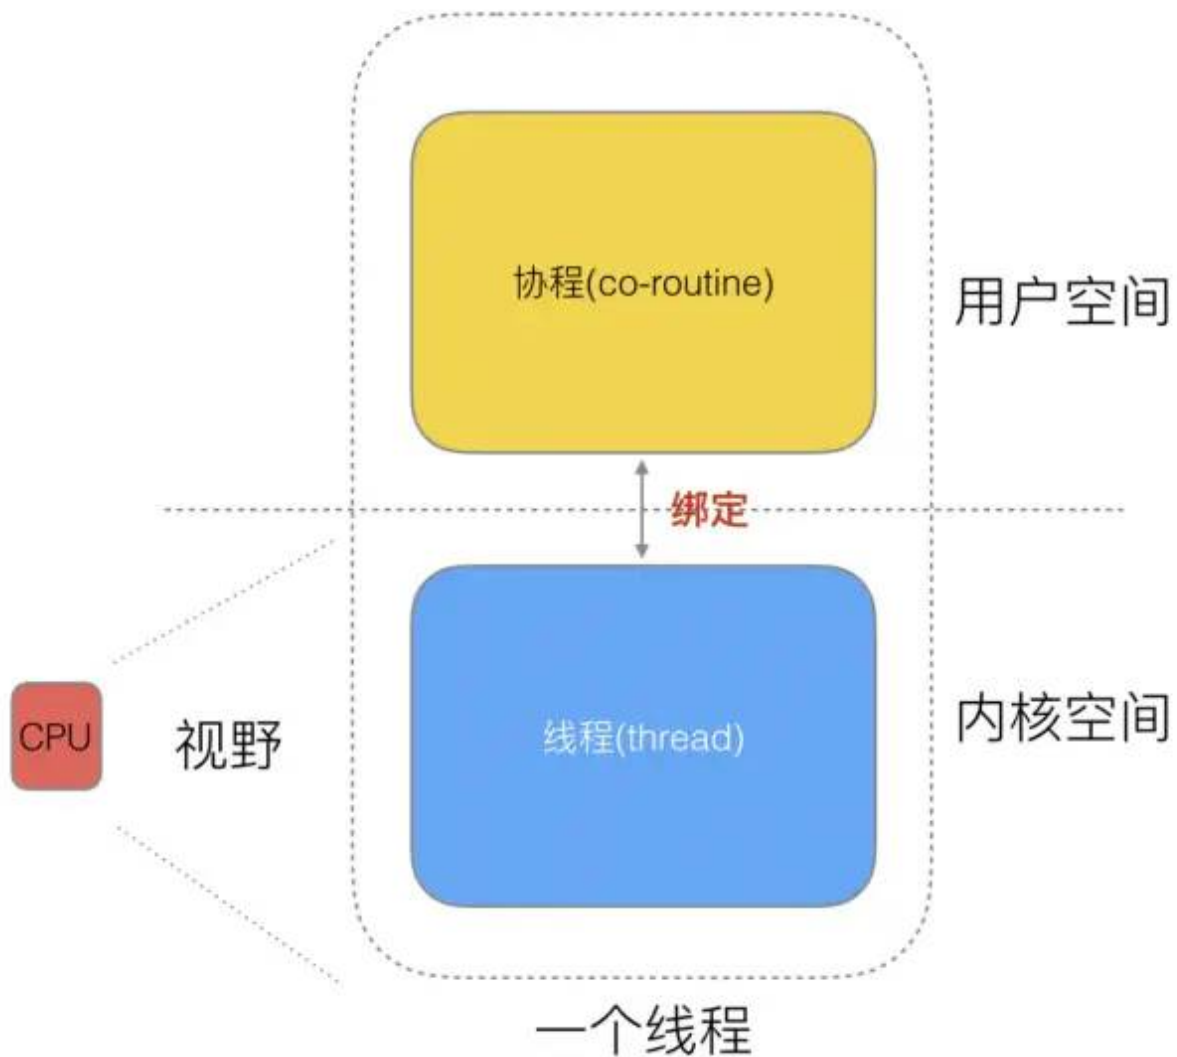 协程(co-routine)
用户空间
绑定
CPU
视野
线程(thread)
内核空间
一个线程